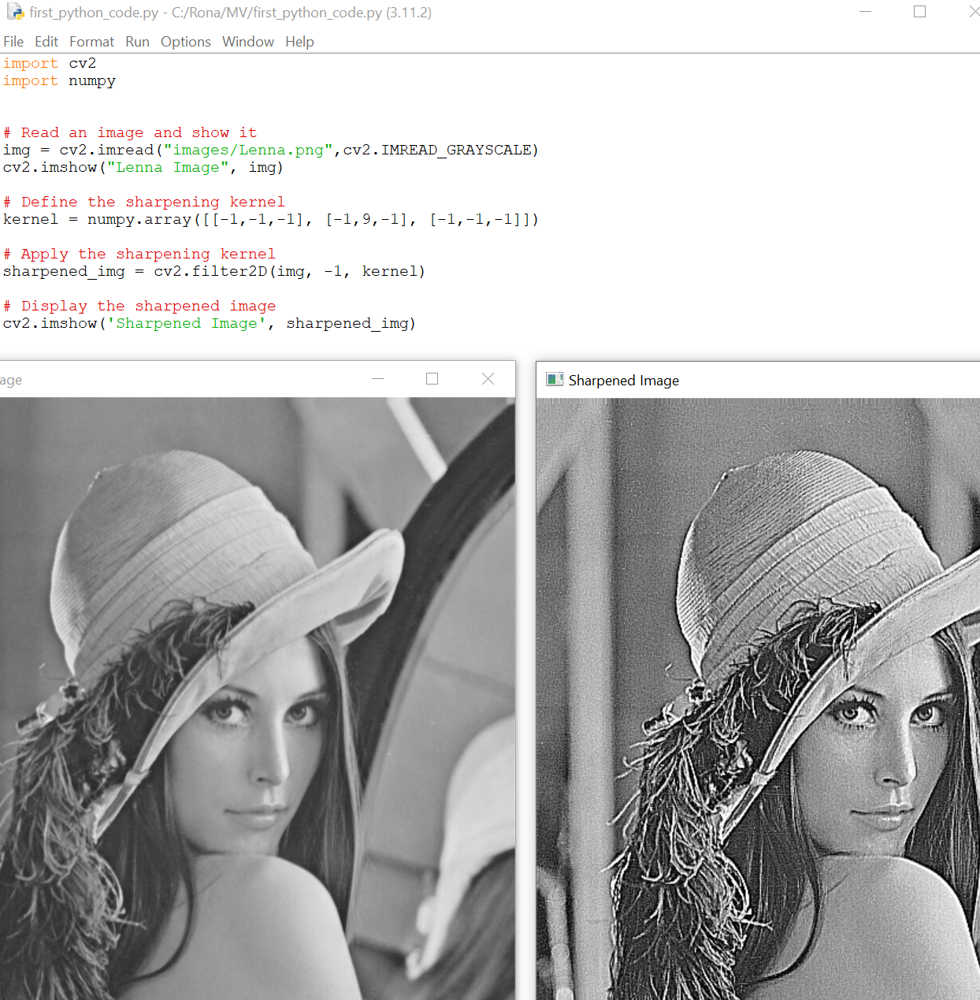 first_python_code.py - C:/Rona/MV/first_python_code.py (3.11.2)
File Edit Format Run Options Window Help
import cv2
import numpy
# Read an image and show it
img = cv2.imread("images/Lenna.png",cv2.IMREAD_GRAYSCALE)
cv2.imshow("Lenna Image", img)
# Define the sharpening kernel
kernel = numpy.array([[-1,-1,-1], [-1,9,-1], [-1,-1,-1]])
# Apply the sharpening kernel
sharpened_img = cv2.filter2D(img, -1, kernel)
# Display the sharpened image
cv2.imshow('Sharpened Image', sharpened_img)
age
Sharpened Image